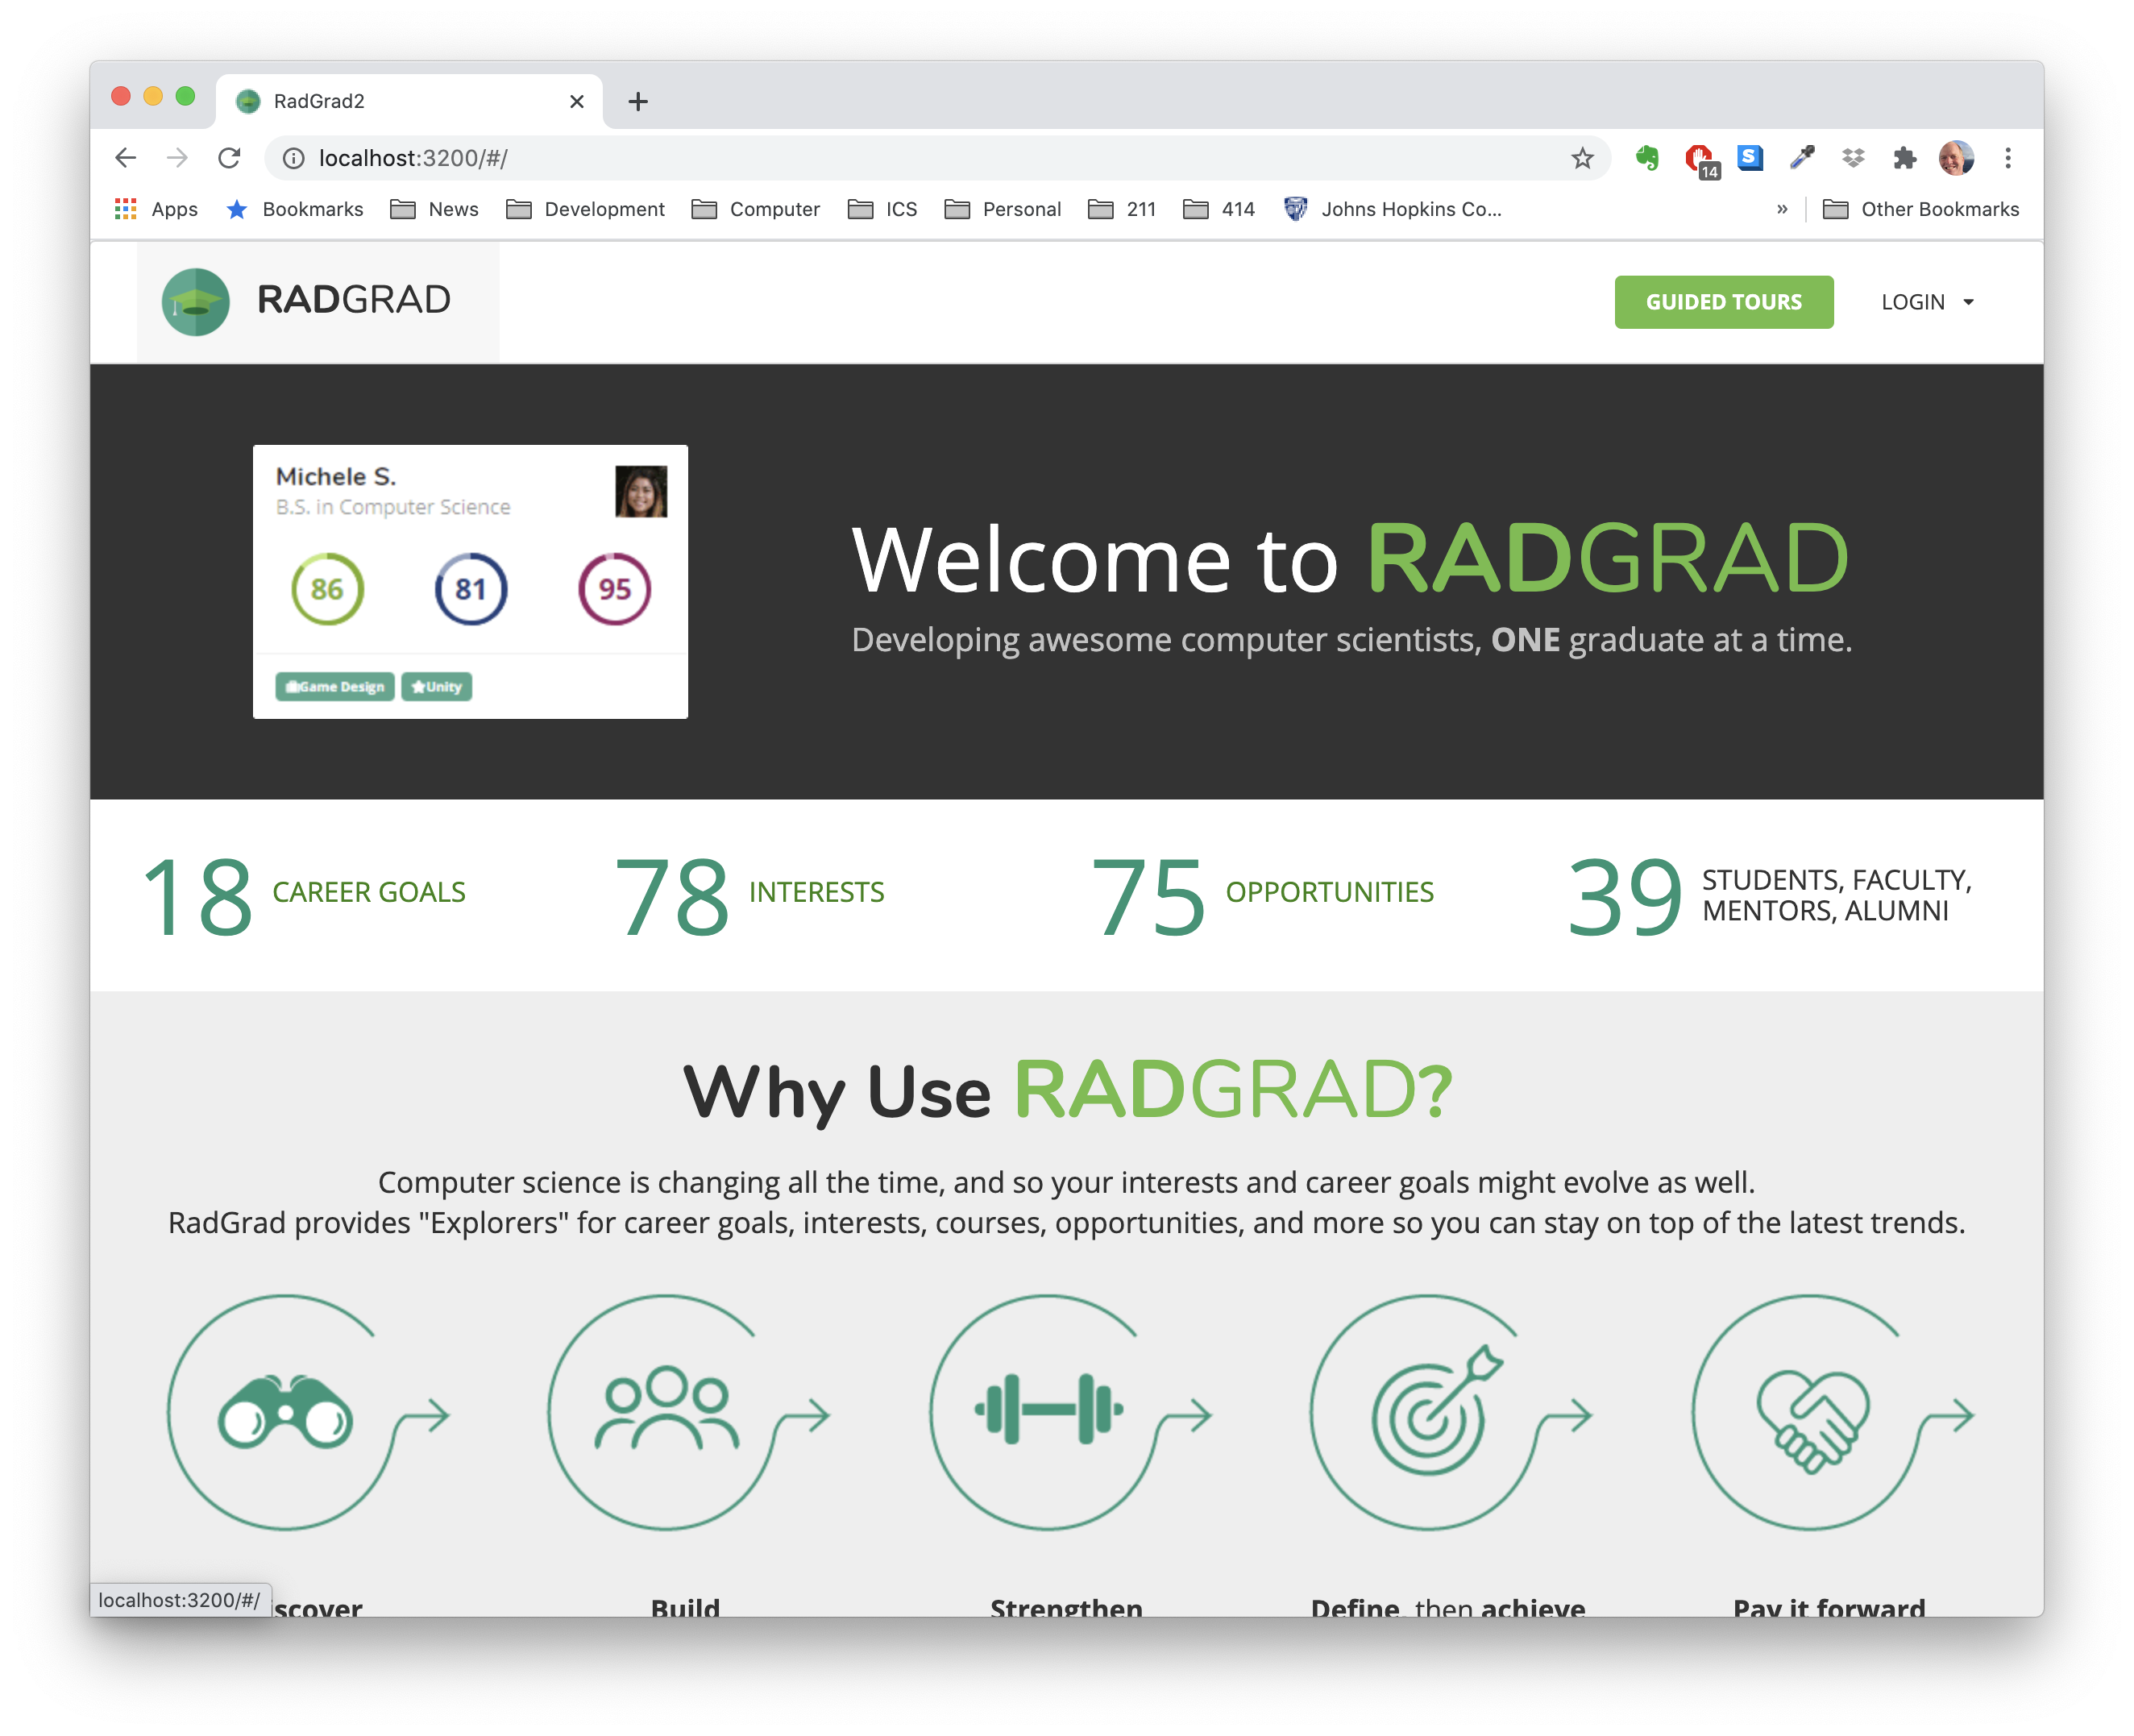 RadGrad2
localhost:3200/#/
14
S
Apps
Bookmarks
News
Development
Computer
ICS
Personal
211
414
Johns Hopkins Co...
»
Other Bookmarks
RADGRAD
GUIDED TOURS
LOGIN
Michele S.
B.S. in Computer Science
86
81
95
Game Design
Unity
Welcome to RADGRAD
Developing awesome computer scientists, ONE graduate at a time.
18 CAREER GOALS
78 INTERESTS
75 OPPORTUNITIES
39 STUDENTS, FACULTY,
MENTORS, ALUMNI
Why Use RADGRAD?
Computer science is changing all the time, and so your interests and career goals might evolve as well.
RadGrad provides "Explorers" for career goals, interests, courses, opportunities, and more so you can stay on top of the latest trends.
localhost:3200/#/
scover
Build
Strengthen
Define, then achieve
Pay it forward